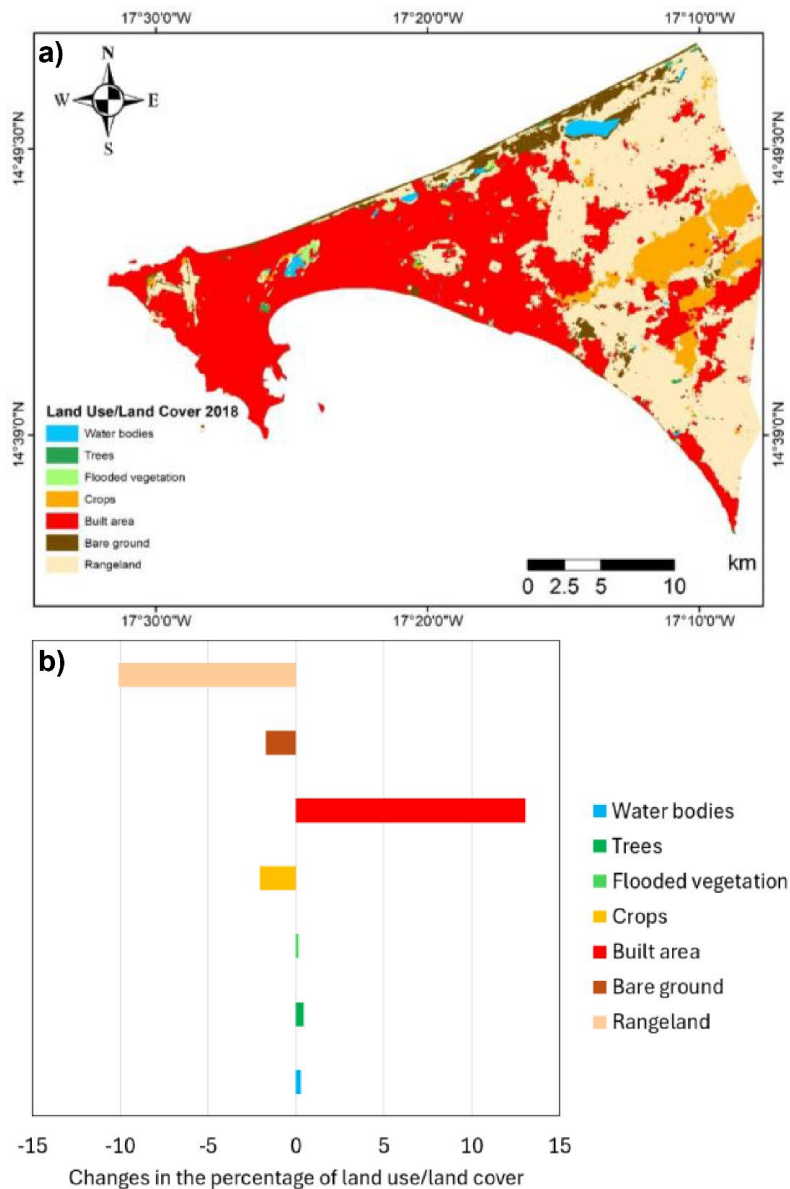 a)
17°30'0"W 17°20'0"W 17°10'0"W
N
W E
S
14°49'30"N
14°49'30"N
14°39'0"N
14°39'0"N
Land Use/Land Cover 2018
Water bodies
Trees
Flooded vegetation
Crops
Built area
Bare ground
Rangeland
km
0 2.5 5 10
17°30'0"W 17°20'0"W 17°10'0"W
b)
Water bodies
Trees
Flooded vegetation
Crops
Built area
Bare ground
Rangeland
-15 -10 -5 0 5 10 15
Changes in the percentage of land use/land cover